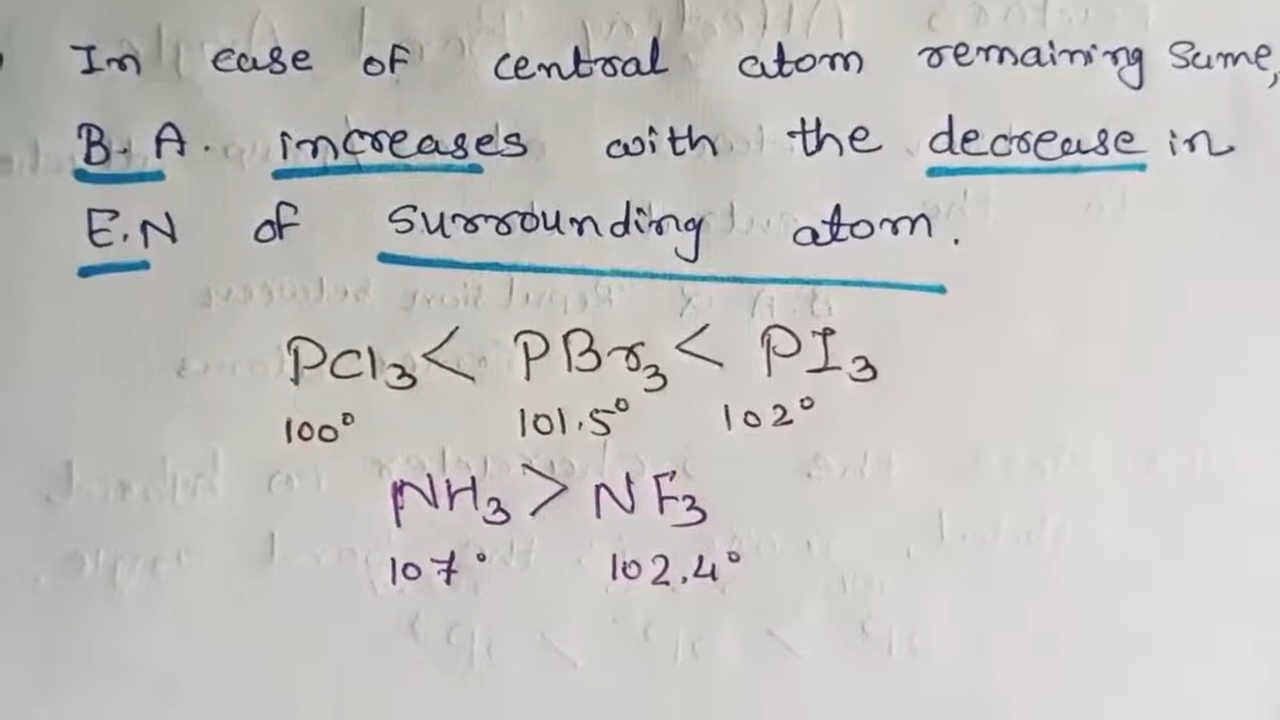 In case of central atom remaining same,
B.A. increases with the decrease in
E.N of surrounding atom.
PCl3 < PBr3 < PI3
100° 101.5° 102°
NH3 > NF3
107° 102.4°